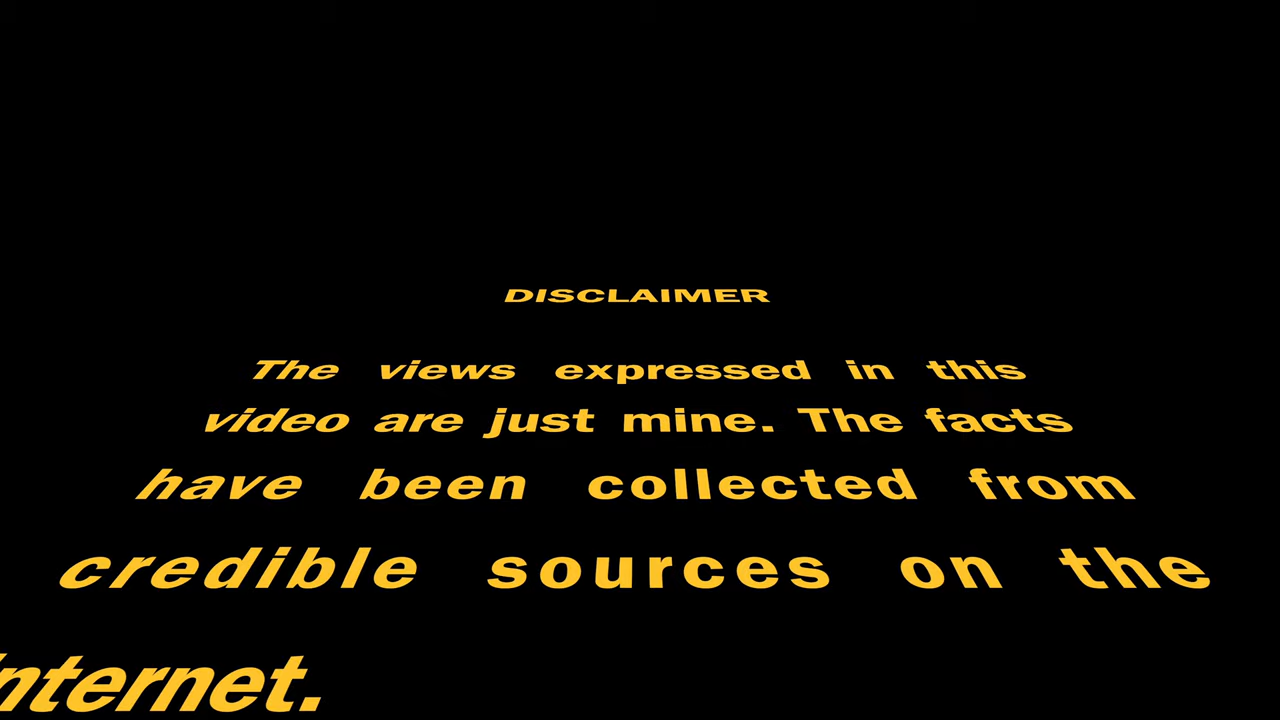 DISCLAIMER
The views expressed in this
video are just mine. The facts
have been collected from
credible sources on the
internet.